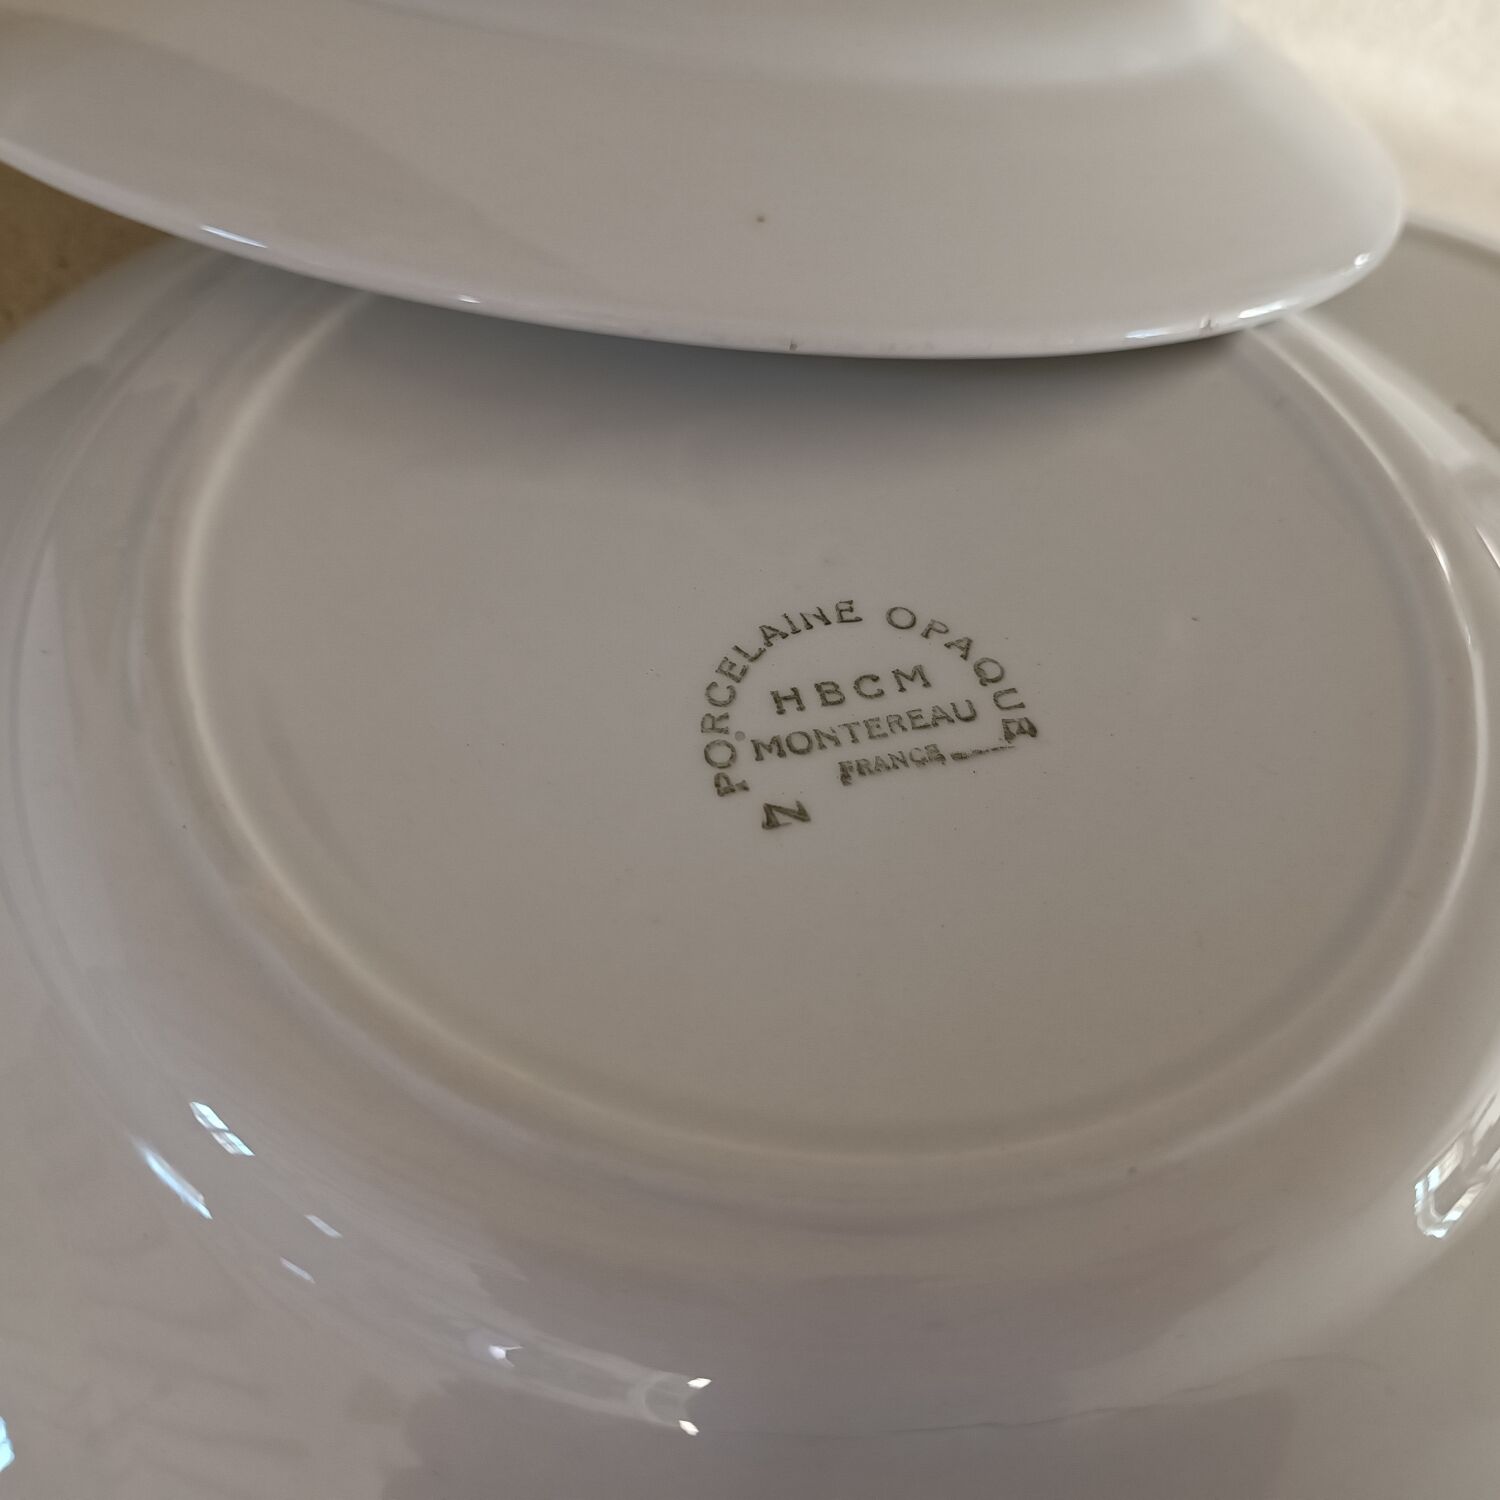 PORCELAINE OPAQUE
HBCM
MONTEREAU
FRANCE
N